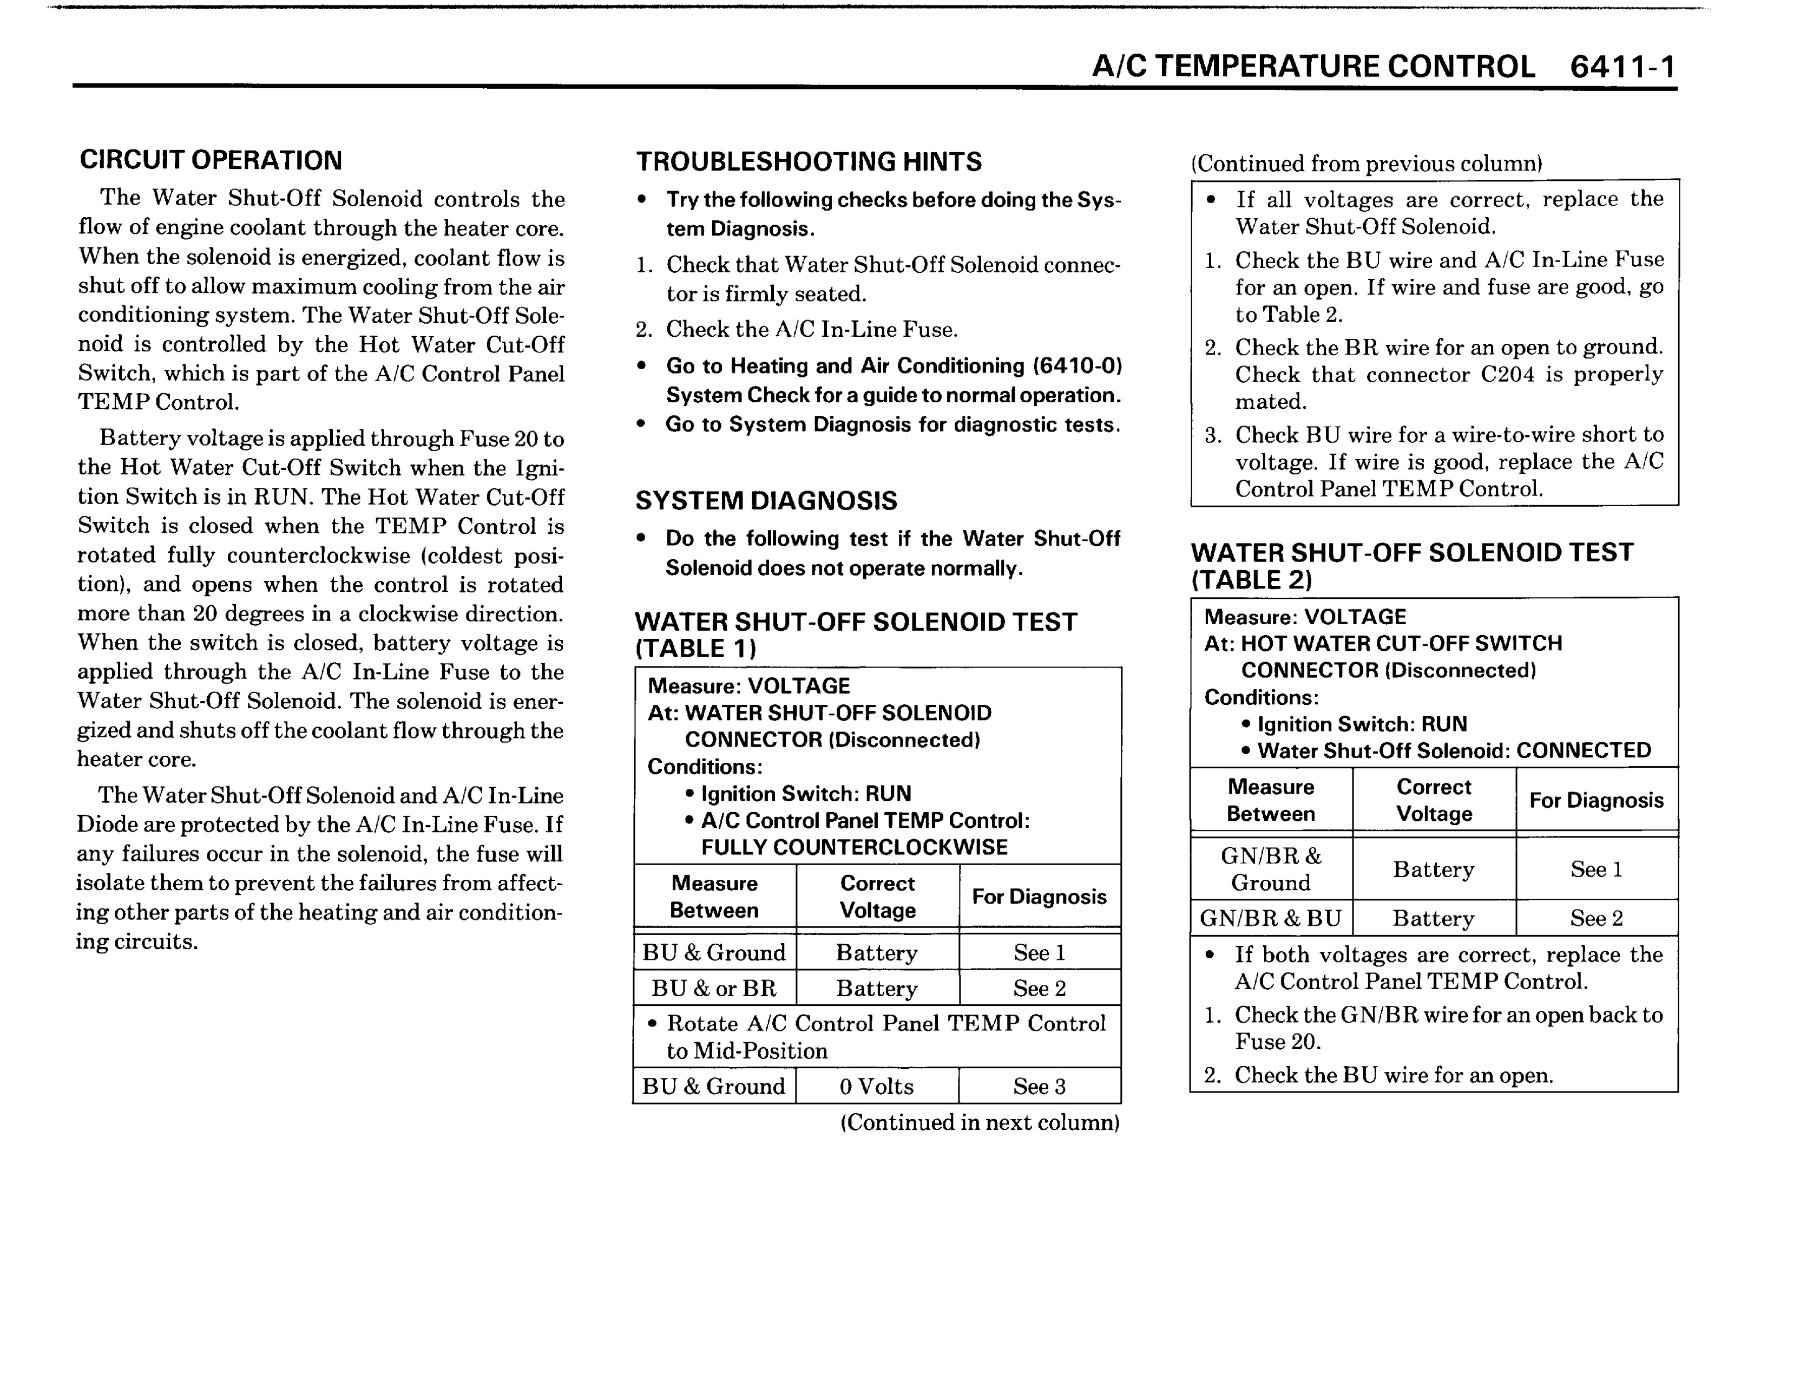 A/C TEMPERATURE CONTROL 6411-1
CIRCUIT OPERATION
The Water Shut-Off Solenoid controls the
flow of engine coolant through the heater core.
When the solenoid is energized, coolant flow is
shut off to allow maximum cooling from the air
conditioning system. The Water Shut-Off Sole-
noid is controlled by the Hot Water Cut-Off
Switch, which is part of the A/C Control Panel
TEMP Control.
Battery voltage is applied through Fuse 20 to
the Hot Water Cut-Off Switch when the Igni-
tion Switch is in RUN. The Hot Water Cut-Off
Switch is closed when the TEMP Control is
rotated fully counterclockwise (coldest posi-
tion), and opens when the control is rotated
more than 20 degrees in a clockwise direction.
When the switch is closed, battery voltage is
applied through the A/C In-Line Fuse to the
Water Shut-Off Solenoid. The solenoid is ener-
gized and shuts off the coolant flow through the
heater core.
The Water Shut-Off Solenoid and A/C In-Line
Diode are protected by the A/C In-Line Fuse. If
any failures occur in the solenoid, the fuse will
isolate them to prevent the failures from affect-
ing other parts of the heating and air condition-
ing circuits.
TROUBLESHOOTING HINTS
• Try the following checks before doing the Sys-
tem Diagnosis.
1. Check that Water Shut-Off Solenoid connec-
tor is firmly seated.
2. Check the A/C In-Line Fuse.
• Go to Heating and Air Conditioning (6410-0)
System Check for a guide to normal operation.
• Go to System Diagnosis for diagnostic tests.
SYSTEM DIAGNOSIS
• Do the following test if the Water Shut-Off
Solenoid does not operate normally.
WATER SHUT-OFF SOLENOID TEST
(TABLE 1)
Measure: VOLTAGE
At: WATER SHUT-OFF SOLENOID
CONNECTOR (Disconnected)
Conditions:
• Ignition Switch: RUN
• A/C Control Panel TEMP Control:
FULLY COUNTERCLOCKWISE
Measure Between Correct Voltage For Diagnosis
BU & Ground Battery See 1
BU & or BR Battery See 2
• Rotate A/C Control Panel TEMP Control
to Mid-Position
BU & Ground 0 Volts See 3
(Continued in next column)
(Continued from previous column)
• If all voltages are correct, replace the
Water Shut-Off Solenoid.
1. Check the BU wire and A/C In-Line Fuse
for an open. If wire and fuse are good, go
to Table 2.
2. Check the BR wire for an open to ground.
Check that connector C204 is properly
mated.
3. Check BU wire for a wire-to-wire short to
voltage. If wire is good, replace the A/C
Control Panel TEMP Control.
WATER SHUT-OFF SOLENOID TEST
(TABLE 2)
Measure: VOLTAGE
At: HOT WATER CUT-OFF SWITCH
CONNECTOR (Disconnected)
Conditions:
• Ignition Switch: RUN
• Water Shut-Off Solenoid: CONNECTED
Measure Between Correct Voltage For Diagnosis
GN/BR & Ground Battery See 1
GN/BR & BU Battery See 2
• If both voltages are correct, replace the
A/C Control Panel TEMP Control.
1. Check the GN/BR wire for an open back to
Fuse 20.
2. Check the BU wire for an open.